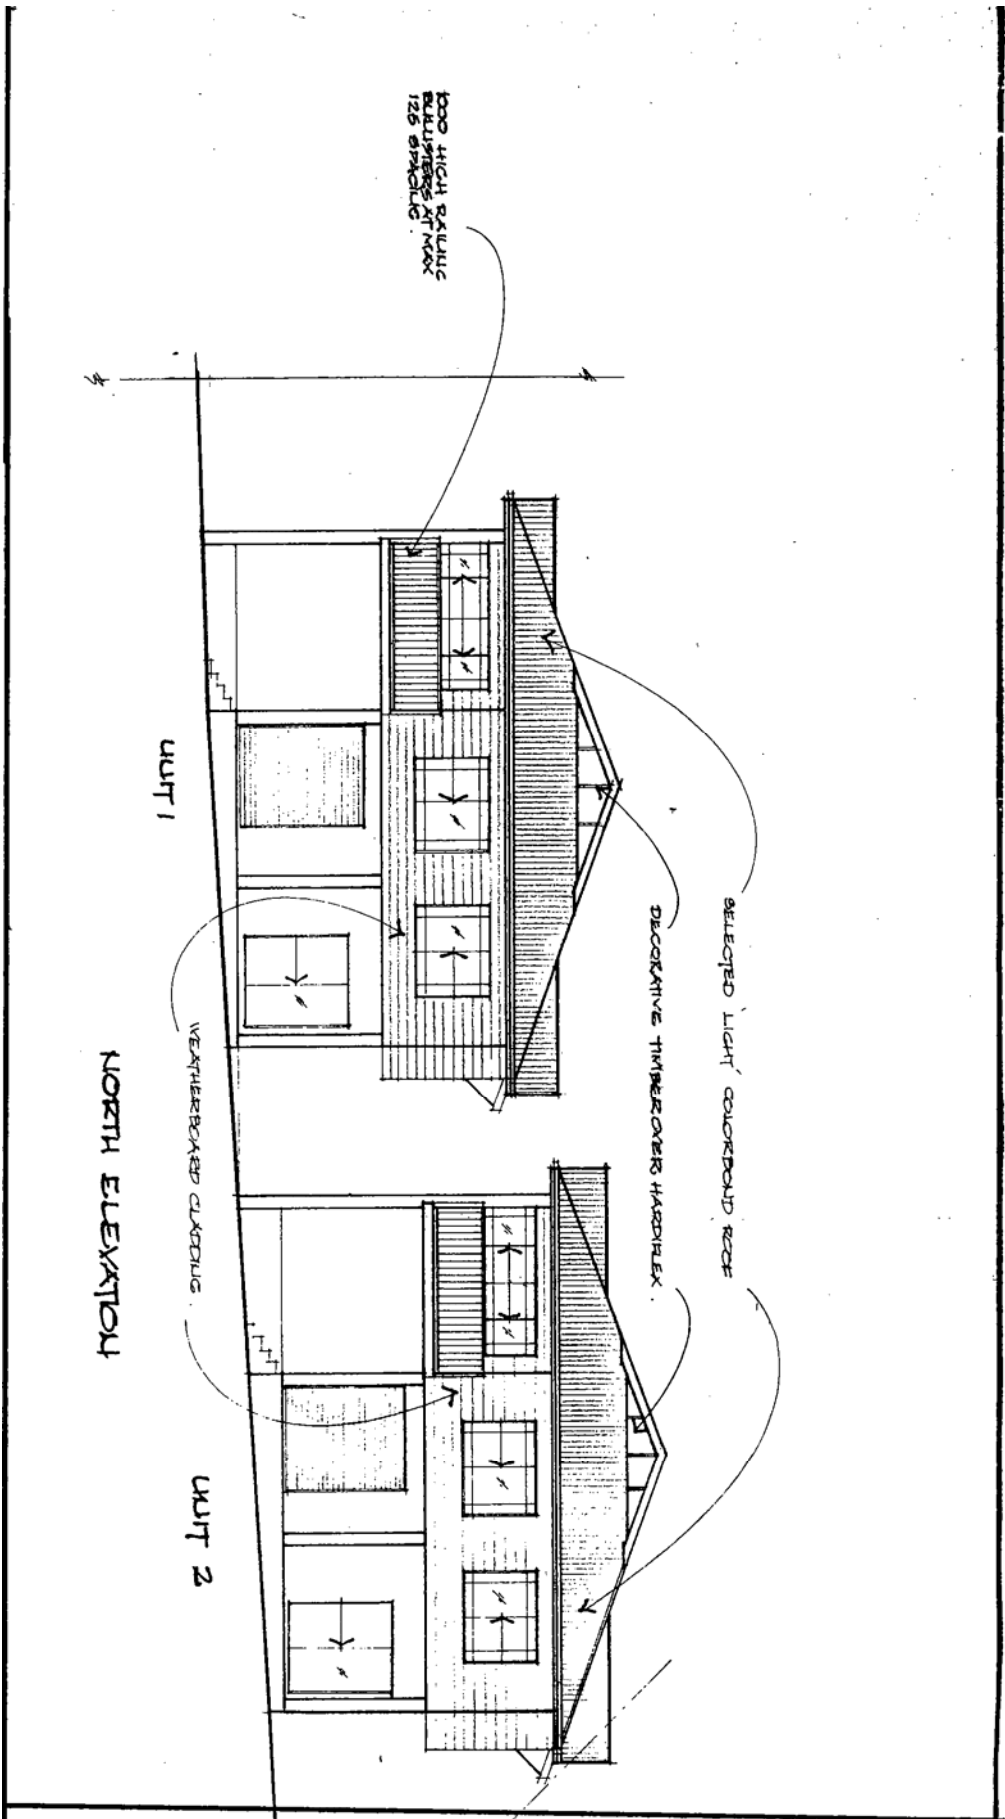 1000 HIGH RAILING
BALUSTERS AT MAX
125 SPACING.
SELECTED 'LIGHT' COLORBOND ROOF
DECORATIVE TIMBER OVER HARDIFLEX.
WEATHERBOARD CLADDING.
UNIT 1
UNIT 2
NORTH ELEVATION